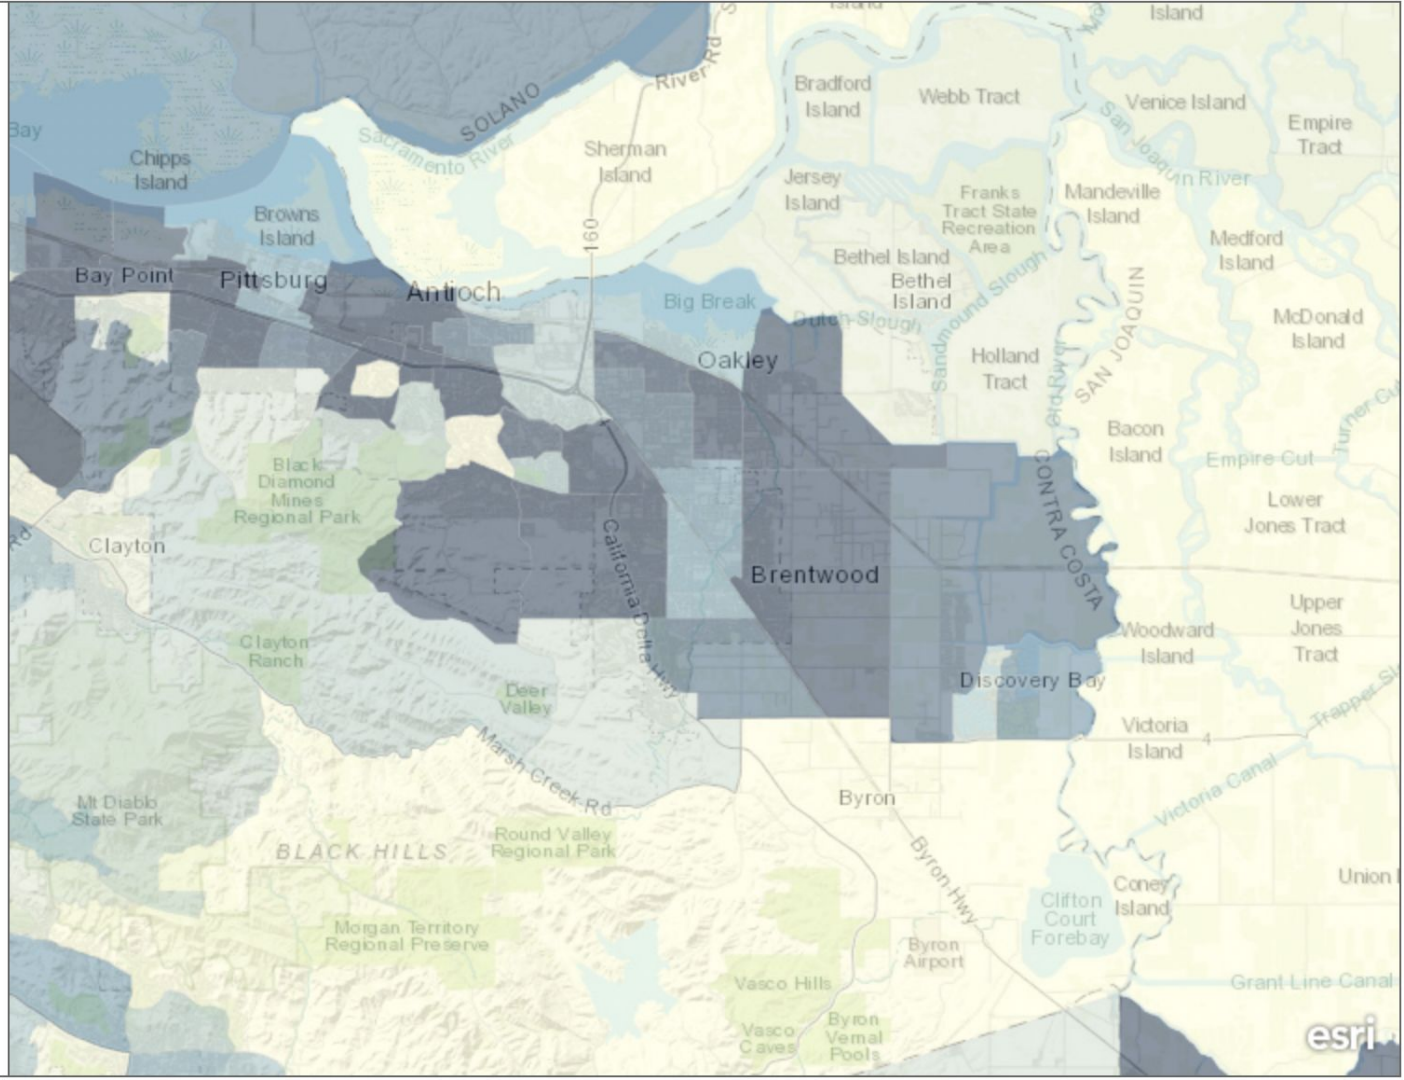 Island
Island
River Rd
SOLANO
Bradford
Island
Webb Tract
Venice Island
Empire
Tract
Bay
Sacramento River
San Joaquin River
Chipps
Island
Sherman
Island
Jersey
Island
Franks
Tract State
Recreation
Area
Mandeville
Island
Browns
Island
160
Medford
Island
Bethel Island
Bethel
Island
Bay Point
Pittsburg
Antioch
Big Break
Dutch Slough
Sandmound Slough
SAN JOAQUIN
McDonald
Island
Oakley
Holland
Tract
Old River
Turner Cu
Bacon
Island
Empire Cut
Black
Diamond
Mines
Regional Park
CONTRA COSTA
Lower
Jones Tract
Rd
Clayton
California Delta Hwy
Brentwood
Upper
Jones
Tract
Clayton
Ranch
Woodward
Island
Discovery Bay
Deer
Valley
Trapper Sl
Marsh Creek Rd
Victoria
Island
4
Victoria Canal
Mt Diablo
State Park
Byron
BLACK HILLS
Round Valley
Regional Park
Byron Hwy
Union
Coney
Island
Clifton
Court
Forebay
Morgan Territory
Regional Preserve
Byron
Airport
Vasco Hills
Grant Line Canal
Vasco
Caves
Byron
Vernal
Pools
esri